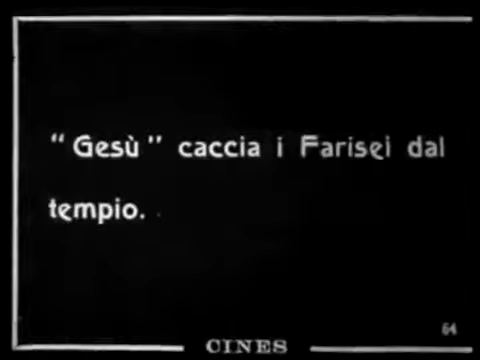 “ Gesù ” caccia i Farisei dal
tempio.
64
CINES